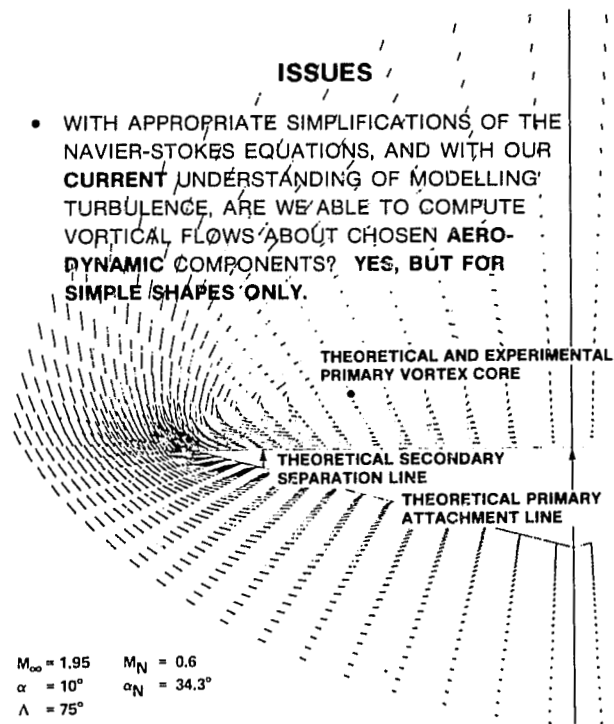 ISSUES
• WITH APPROPRIATE SIMPLIFICATIONS OF THE
NAVIER-STOKES EQUATIONS, AND WITH OUR
CURRENT UNDERSTANDING OF MODELLING
TURBULENCE, ARE WE ABLE TO COMPUTE
VORTICAL FLOWS ABOUT CHOSEN AERO-
DYNAMIC COMPONENTS? YES, BUT FOR
SIMPLE SHAPES ONLY.
THEORETICAL AND EXPERIMENTAL
PRIMARY VORTEX CORE
THEORETICAL SECONDARY
SEPARATION LINE
THEORETICAL PRIMARY
ATTACHMENT LINE
M∞ = 1.95 M_N = 0.6
α = 10° α_N = 34.3°
Λ = 75°